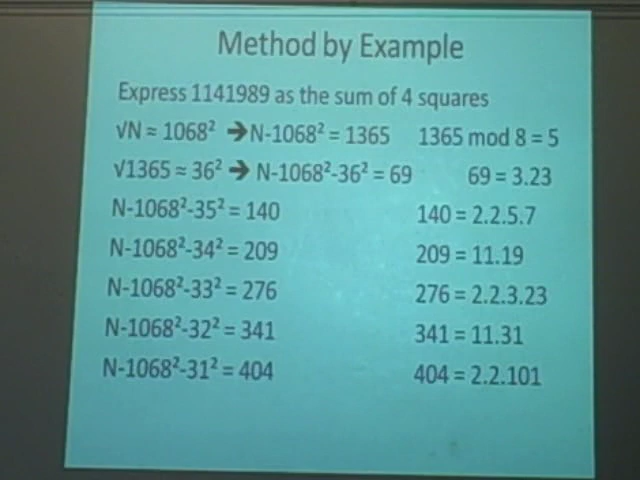 Method by Example
Express 1141989 as the sum of 4 squares
√N ≈ 1068² ➔N-1068² = 1365 1365 mod 8 = 5
√1365 ≈ 36² ➔ N-1068²-36² = 69 69 = 3.23
N-1068²-35² = 140 140 = 2.2.5.7
N-1068²-34² = 209 209 = 11.19
N-1068²-33² = 276 276 = 2.2.3.23
N-1068²-32² = 341 341 = 11.31
N-1068²-31² = 404 404 = 2.2.101